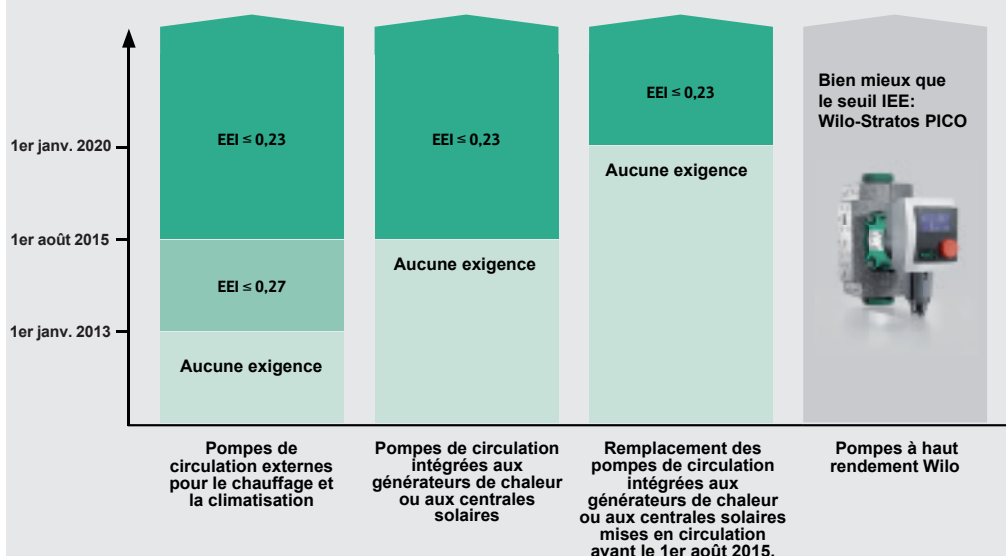 EEI ≤ 0,23
EEI ≤ 0,23
EEI ≤ 0,23
Bien mieux que
le seuil IEE:
Wilo-Stratos PICO
1er janv. 2020
Aucune exigence
1er août 2015
Aucune exigence
EEI ≤ 0,27
1er janv. 2013
Aucune exigence
Pompes de
circulation externes
pour le chauffage et
la climatisation
Pompes de circulation
intégrées aux
générateurs de chaleur
ou aux centrales
solaires
Remplacement des
pompes de circulation
intégrées aux
générateurs de chaleur
ou aux centrales solaires
mises en circulation
avant le 1er août 2015.
Pompes à haut
rendement Wilo